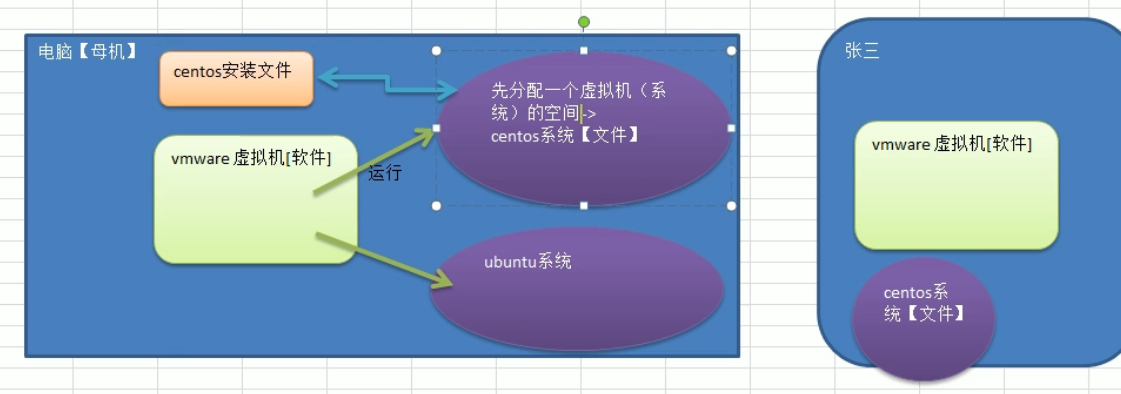 电脑【母机】
centos安装文件
vmware 虚拟机[软件]
运行
先分配一个虚拟机（系
统）的空间->
centos系统【文件】
ubuntu系统
张三
vmware 虚拟机[软件]
centos系
统【文件】